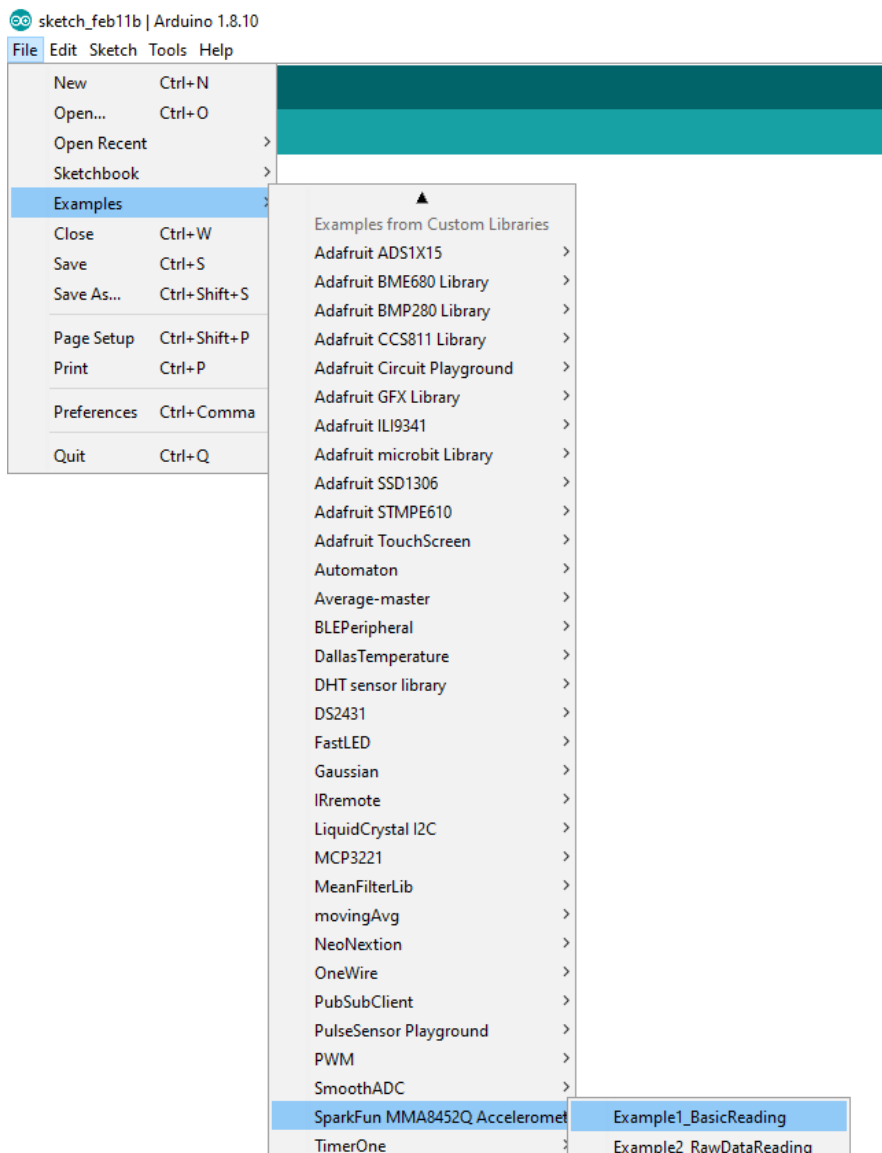 sketch_feb11b | Arduino 1.8.10
File Edit Sketch Tools Help
New Ctrl+N
Open... Ctrl+O
Open Recent
Sketchbook
Examples
Close Ctrl+W
Save Ctrl+S
Save As... Ctrl+Shift+S
Page Setup Ctrl+Shift+P
Print Ctrl+P
Preferences Ctrl+Comma
Quit Ctrl+Q
Examples from Custom Libraries
Adafruit ADS1X15
Adafruit BME680 Library
Adafruit BMP280 Library
Adafruit CCS811 Library
Adafruit Circuit Playground
Adafruit GFX Library
Adafruit ILI9341
Adafruit microbit Library
Adafruit SSD1306
Adafruit STMPE610
Adafruit TouchScreen
Automaton
Average-master
BLEPeripheral
DallasTemperature
DHT sensor library
DS2431
FastLED
Gaussian
IRremote
LiquidCrystal I2C
MCP3221
MeanFilterLib
movingAvg
NeoNextion
OneWire
PubSubClient
PulseSensor Playground
PWM
SmoothADC
SparkFun MMA8452Q Acceleromet
TimerOne
Example1_BasicReading
Example2_RawDataReading